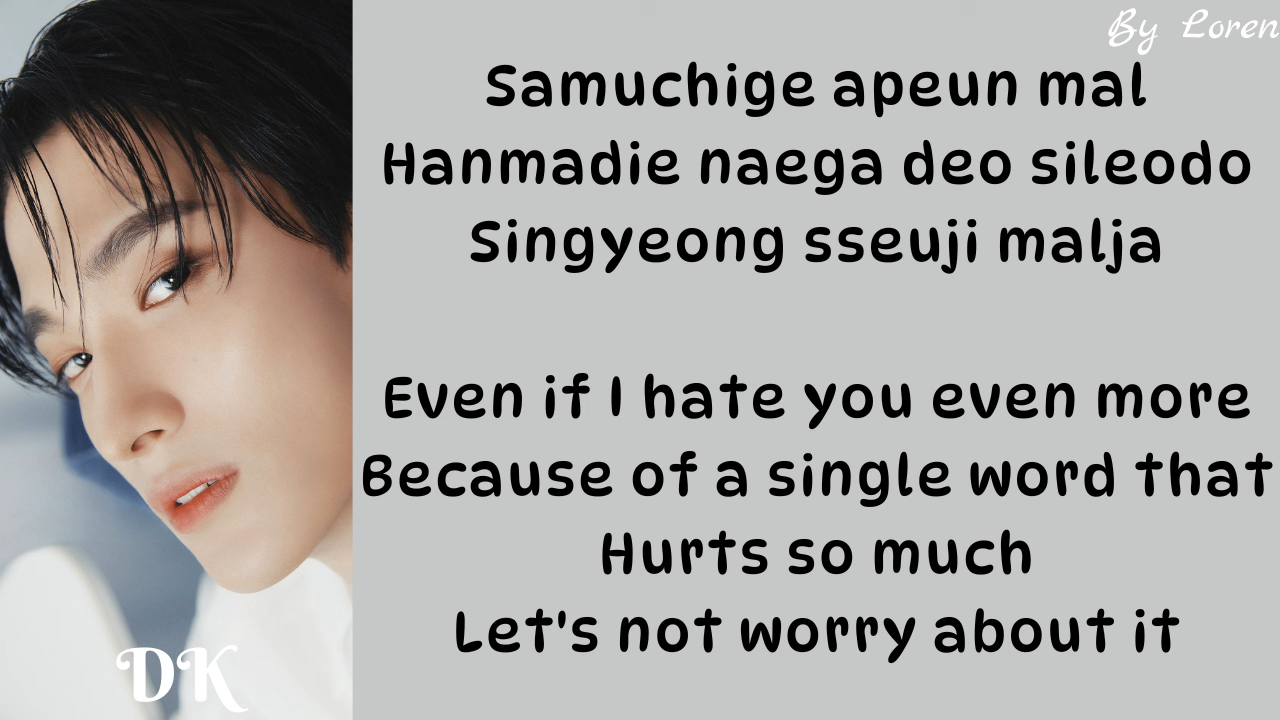 By Loren
Samuchige apeun mal
Hanmadie naega deo sileodo
Singyeong sseuji malja
Even if I hate you even more
Because of a single word that
Hurts so much
Let's not worry about it
DK